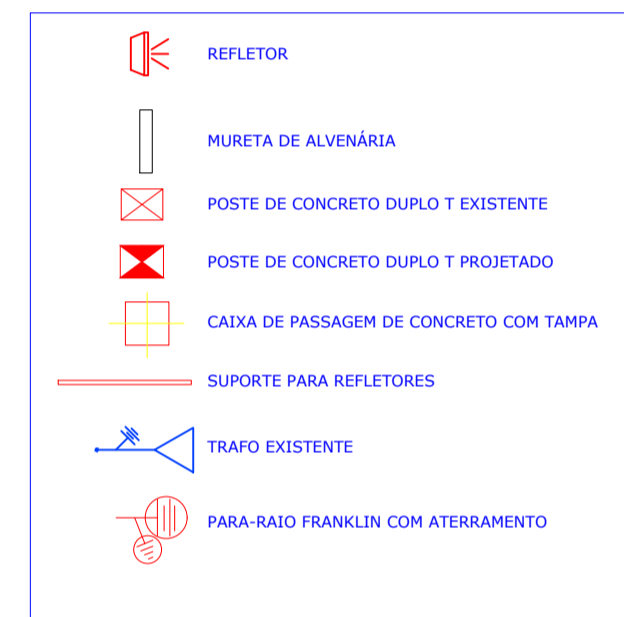 REFLETOR
MURETA DE ALVENÁRIA
POSTE DE CONCRETO DUPLO T EXISTENTE
POSTE DE CONCRETO DUPLO T PROJETADO
CAIXA DE PASSAGEM DE CONCRETO COM TAMPA
SUPORTE PARA REFLETORES
TRAFO EXISTENTE
PARA-RAIO FRANKLIN COM ATERRAMENTO